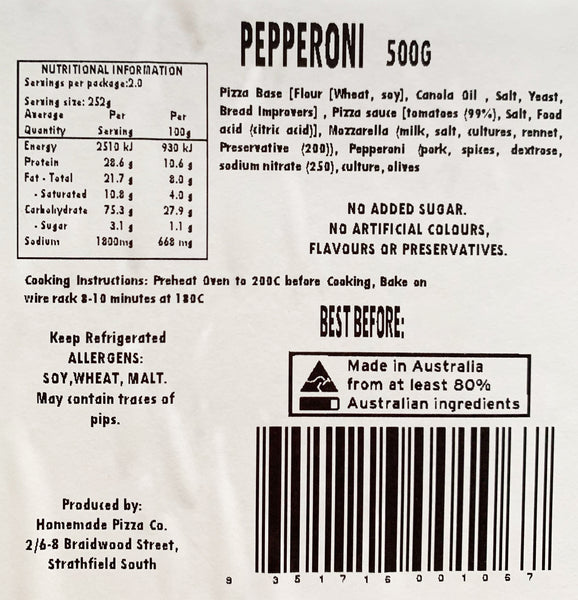 PEPPERONI 500G
NUTRITIONAL INFORMATION
Servings per package:2.0
Serving size: 252g
Average Per Per
Quantity Serving 100g
Energy 2510 kJ 930 kJ
Protein 28.6 g 10.6 g
Fat - Total 21.7 g 8.0 g
- Saturated 10.8 g 4.0 g
Carbohydrate 75.3 g 27.9 g
- Sugar 3.1 g 1.1 g
Sodium 1800mg 668 mg
Pizza Base [Flour [Wheat, soy], Canola Oil , Salt, Yeast,
Bread Improvers] , Pizza sauce [tomatoes (99%), Salt, Food
acid (citric acid)], Mozzarella (milk, salt, cultures, rennet,
Preservative (200)), Pepperoni (pork, spices, dextrose,
sodium nitrate (250), culture, olives
NO ADDED SUGAR.
NO ARTIFICIAL COLOURS,
FLAVOURS OR PRESERVATIVES.
Cooking Instructions: Preheat Oven to 200C before Cooking, Bake on
wire rack 8-10 minutes at 180C
BEST BEFORE:
Keep Refrigerated
ALLERGENS:
SOY,WHEAT, MALT.
May contain traces of
pips.
Made in Australia
from at least 80%
Australian ingredients
Produced by:
Homemade Pizza Co.
2/6-8 Braidwood Street,
Strathfield South
9 351716 001067